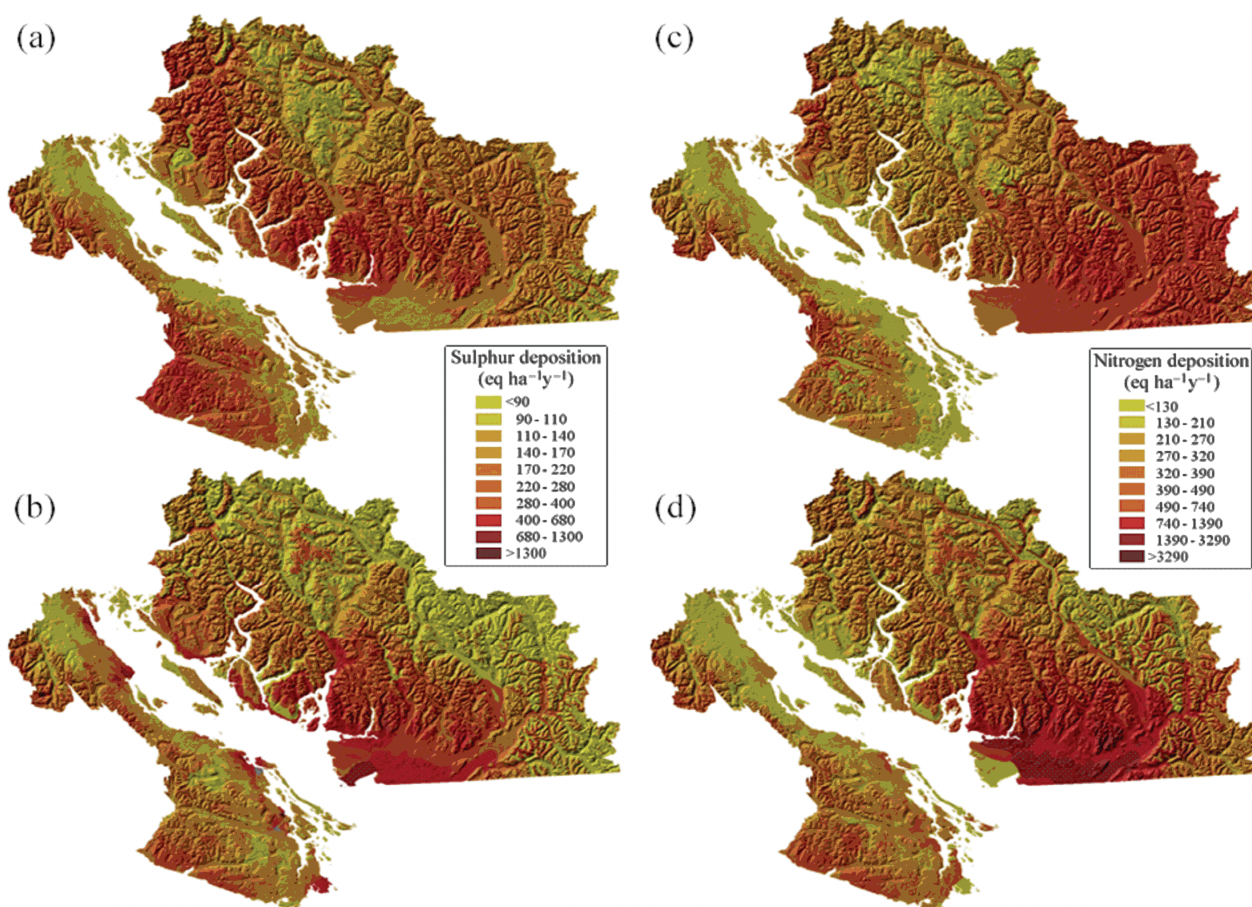 (a)
(c)
Sulphur deposition
(eq ha⁻¹y⁻¹)
<90
90 - 110
110 - 140
140 - 170
170 - 220
220 - 280
280 - 400
400 - 680
680 - 1300
>1300
Nitrogen deposition
(eq ha⁻¹y⁻¹)
<130
130 - 210
210 - 270
270 - 320
320 - 390
390 - 490
490 - 740
740 - 1390
1390 - 3290
>3290
(b)
(d)